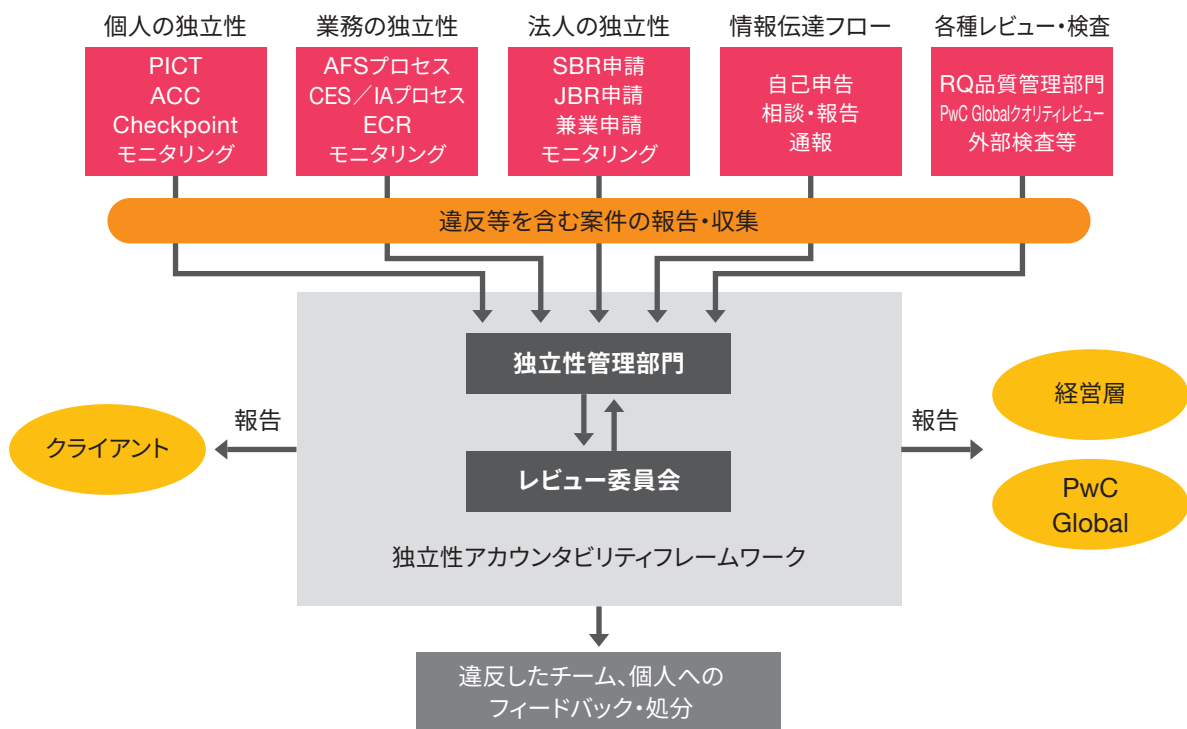 個人の独立性
PICT
ACC
Checkpoint
モニタリング
業務の独立性
AFSプロセス
CES／IAプロセス
ECR
モニタリング
法人の独立性
SBR申請
JBR申請
兼業申請
モニタリング
情報伝達フロー
自己申告
相談・報告
通報
各種レビュー・検査
RQ品質管理部門
PwC Globalクオリティレビュー
外部検査等
違反等を含む案件の報告・収集
独立性管理部門
レビュー委員会
独立性アカウンタビリティフレームワーク
報告
クライアント
報告
経営層
PwC
Global
違反したチーム、個人への
フィードバック・処分